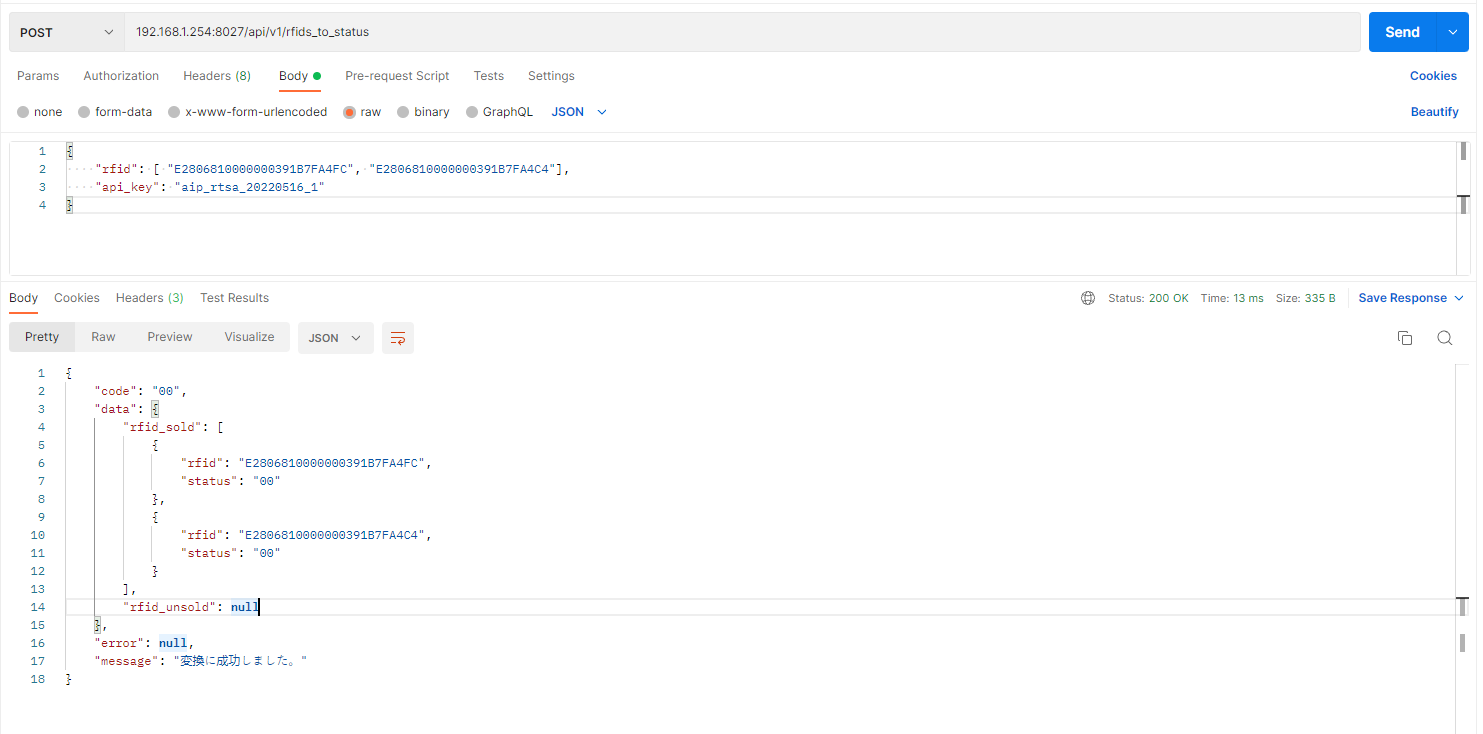 POST 192.168.1.254:8027/api/v1/rfids_to_status Send
Params Authorization Headers (8) Body Pre-request Script Tests Settings Cookies
none form-data x-www-form-urlencoded raw binary GraphQL JSON Beautify
1 {
2 "rfid": [ "E2806810000000391B7FA4FC", "E2806810000000391B7FA4C4"],
3 "api_key": "aip_rtsa_20220516_1"
4 }
Body Cookies Headers (3) Test Results Status: 200 OK Time: 13 ms Size: 335 B Save Response
Pretty Raw Preview Visualize JSON
1 {
2 "code": "00",
3 "data": {
4 "rfid_sold": [
5 {
6 "rfid": "E2806810000000391B7FA4FC",
7 "status": "00"
8 },
9 {
10 "rfid": "E2806810000000391B7FA4C4",
11 "status": "00"
12 }
13 ],
14 "rfid_unsold": null
15 },
16 "error": null,
17 "message": "変換に成功しました。"
18 }